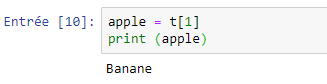 Entrée [10]: apple = t[1]
print (apple)
Banane